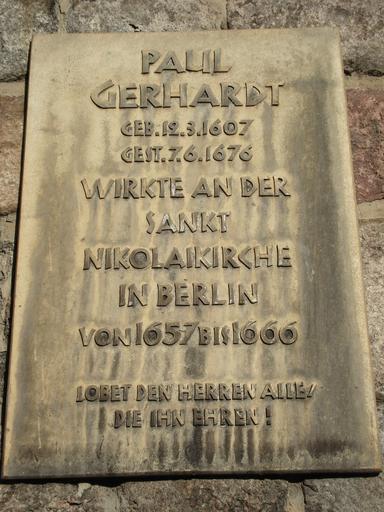 PAUL
GERHARDT
GEB. 12.3.1607
GEST. 7.6.1676
WIRKTE AN DER
SANKT
NIKOLAIKIRCHE
IN BERLIN
VON 1657 BIS 1666
LOBET DEN HERREN ALLE/
DIE IHN EHREN!